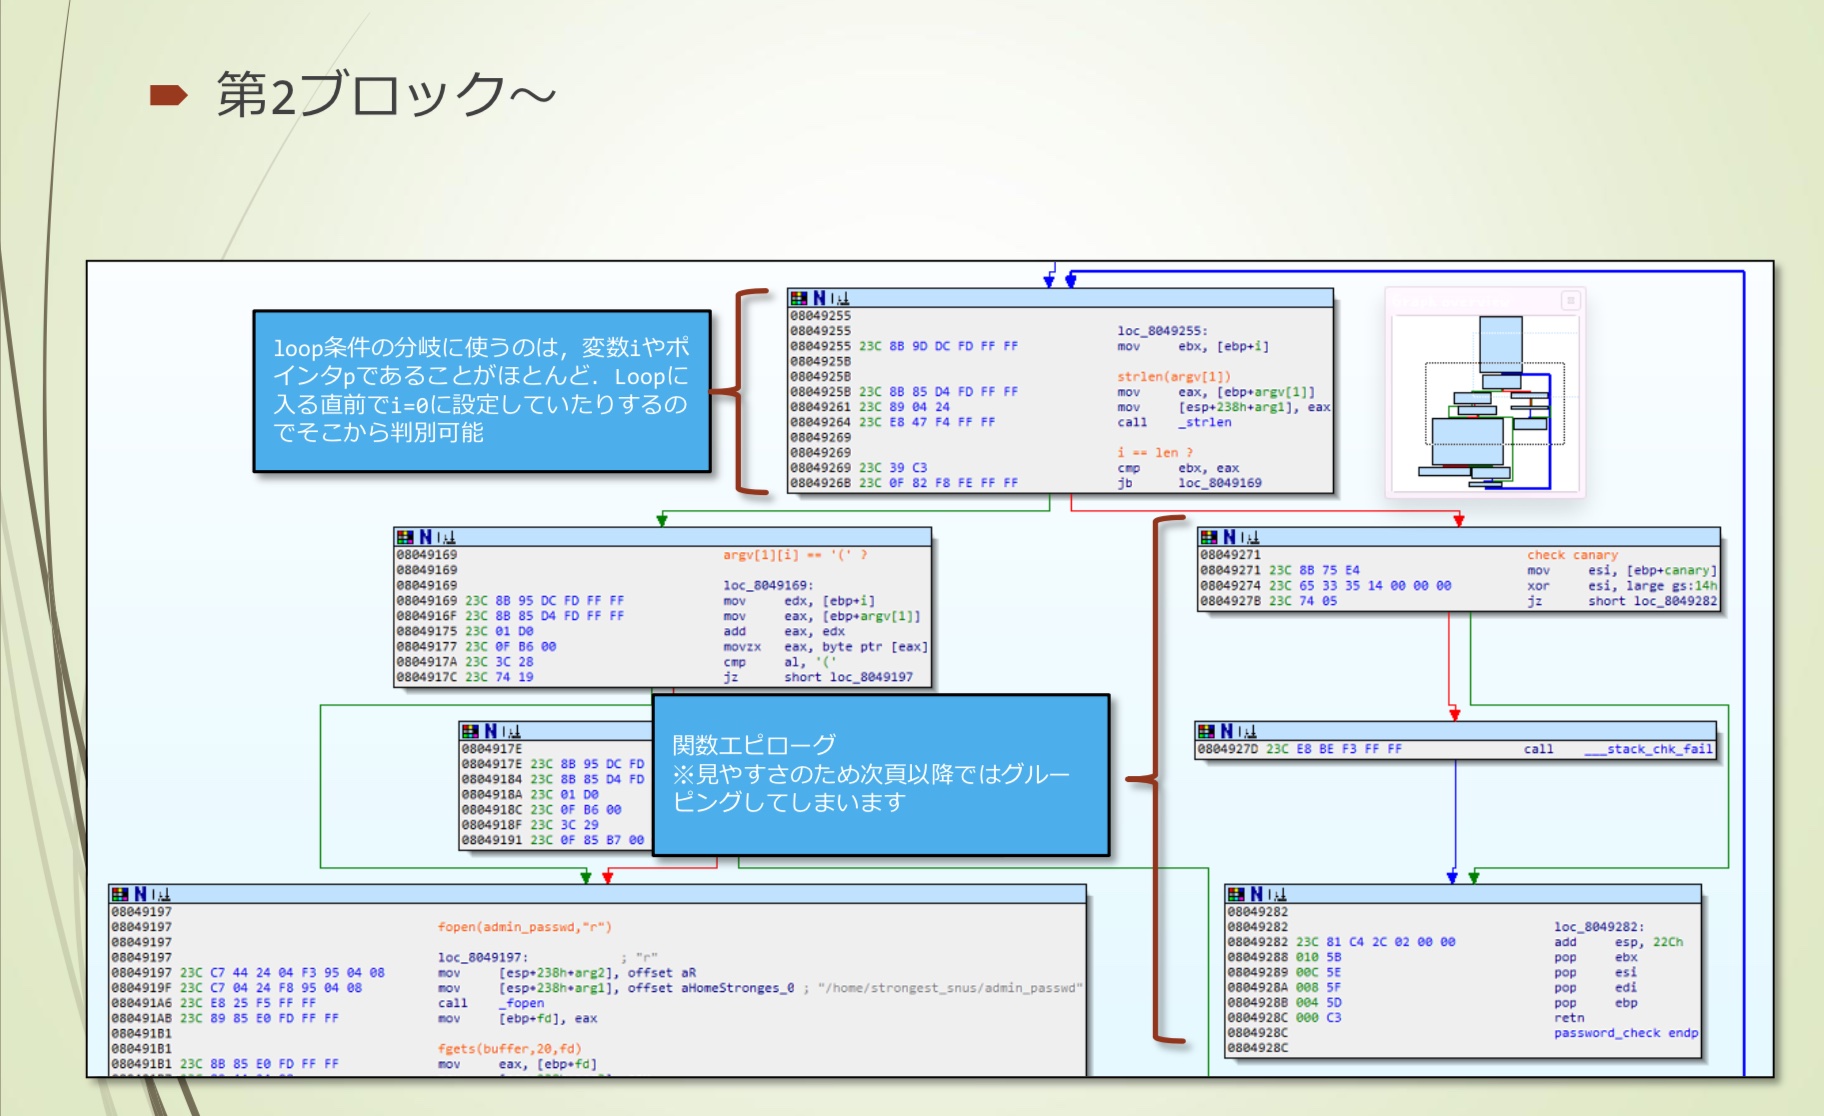 第2ブロック～
loop条件の分岐に使うのは，変数iやポ
インタpであることがほとんど．Loopに
入る直前でi=0に設定していたりするの
でそこから判別可能
08049255
08049255 loc_8049255:
08049255 23C 8B 9D DC FD FF FF mov ebx, [ebp+i]
0804925B
0804925B strlen(argv[1])
0804925B 23C 8B 85 D4 FD FF FF mov eax, [ebp+argv[1]]
08049261 23C 89 04 24 mov [esp+238h+arg1], eax
08049264 23C E8 47 F4 FF FF call _strlen
08049269
08049269 i == len ?
08049269 23C 39 C3 cmp ebx, eax
0804926B 23C 0F 82 F8 FE FF FF jb loc_8049169
08049169 argv[1][i] == '(' ?
08049169
08049169 loc_8049169:
08049169 23C 8B 95 DC FD FF FF mov edx, [ebp+i]
0804916F 23C 8B 85 D4 FD FF FF mov eax, [ebp+argv[1]]
08049175 23C 01 D0 add eax, edx
08049177 23C 0F B6 00 movzx eax, byte ptr [eax]
0804917A 23C 3C 28 cmp al, '('
0804917C 23C 74 19 jz short loc_8049197
08049271 check canary
08049271 23C 8B 75 E4 mov esi, [ebp+canary]
08049274 23C 65 33 35 14 00 00 00 xor esi, large gs:14h
0804927B 23C 74 05 jz short loc_8049282
0804917E
0804917E 23C 8B 95 DC FD
08049184 23C 8B 85 D4 FD
0804918A 23C 01 D0
0804918C 23C 0F B6 00
0804918F 23C 3C 29
08049191 23C 0F 85 B7 00
関数エピローグ
※見やすさのため次頁以降ではグルー
ピングしてしまいます
0804927D 23C E8 BE F3 FF FF call ___stack_chk_fail
08049197
08049197 fopen(admin_passwd,"r")
08049197
08049197 loc_8049197: ; "r"
08049197 23C C7 44 24 04 F3 95 04 08 mov [esp+238h+arg2], offset aR
0804919F 23C C7 04 24 F8 95 04 08 mov [esp+238h+arg1], offset aHomeStronges_0 ; "/home/strongest_snus/admin_passwd"
080491A6 23C E8 25 F5 FF FF call _fopen
080491AB 23C 89 85 E0 FD FF FF mov [ebp+fd], eax
080491B1
080491B1 fgets(buffer,20,fd)
080491B1 23C 8B 85 E0 FD FF FF mov eax, [ebp+fd]
08049282
08049282 loc_8049282:
08049282 23C 81 C4 2C 02 00 00 add esp, 22Ch
08049288 010 5B pop ebx
08049289 00C 5E pop esi
0804928A 008 5F pop edi
0804928B 004 5D pop ebp
0804928C 000 C3 retn
0804928C password_check endp
0804928C